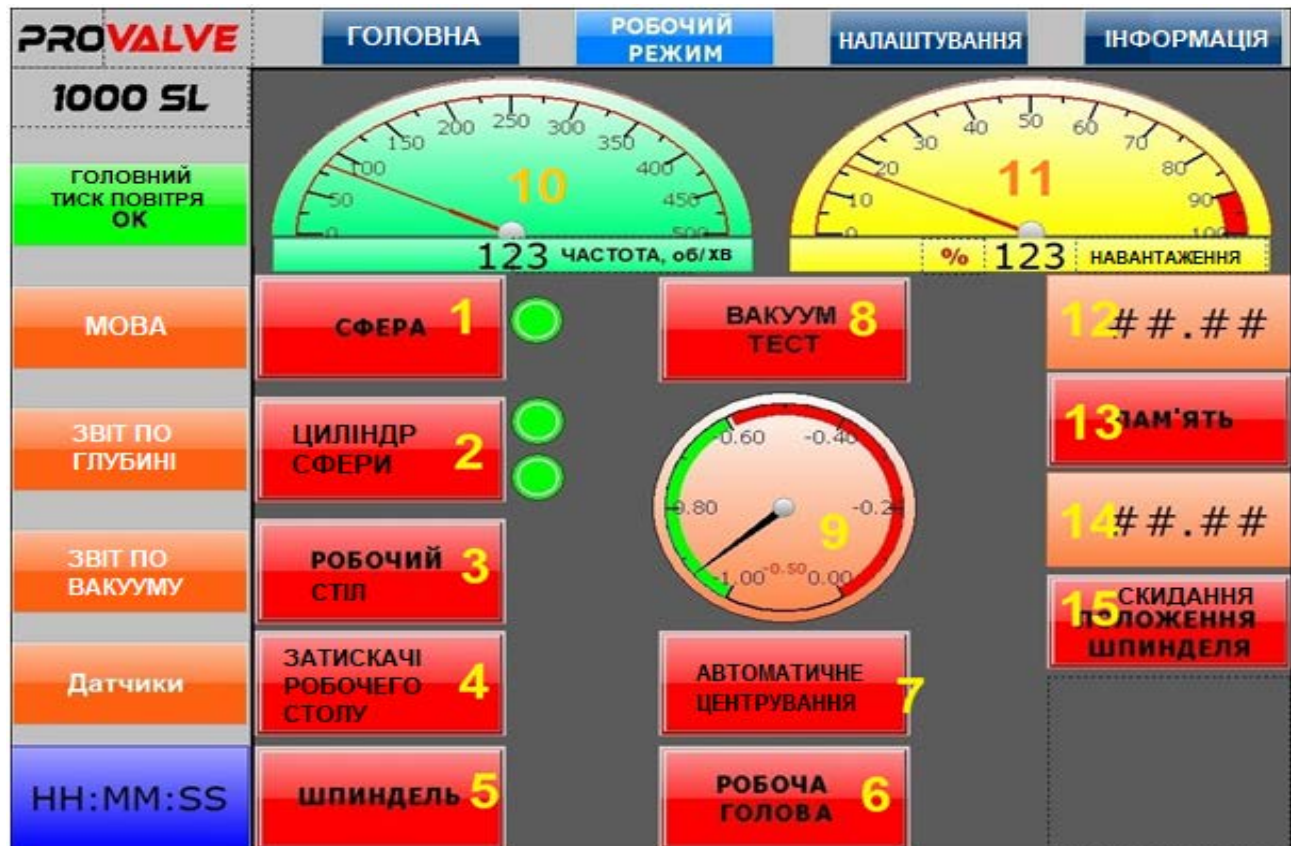 PROVALVE
ГОЛОВНА
РОБОЧИЙ
РЕЖИМ
НАЛАШТУВАННЯ
ІНФОРМАЦІЯ
1000 SL
ГОЛОВНИЙ
ТИСК ПОВІТРЯ
ОК
МОВА
ЗВІТ ПО
ГЛУБИНІ
ЗВІТ ПО
ВАКУУМУ
Датчики
HH:MM:SS
0 50 100 150 200 250 300 350 400 450 500
10
123 ЧАСТОТА, об/хв
0 10 20 30 40 50 60 70 80 90 100
11
% 123 НАВАНТАЖЕННЯ
СФЕРА 1
ЦИЛІНДР
СФЕРИ 2
РОБОЧИЙ
СТІЛ 3
ЗАТИСКАЧІ
РОБОЧЕГО
СТОЛУ 4
ШПИНДЕЛЬ 5
ВАКУУМ
ТЕСТ 8
-0.60 -0.40
-0.80 -0.20
9
-1.00 -0.50 0.00
АВТОМАТИЧНЕ
ЦЕНТРУВАННЯ 7
РОБОЧА
ГОЛОВА 6
12 ##.##
13 ПАМ'ЯТЬ
14 ##.##
15 СКИДАННЯ
ПОЛОЖЕННЯ
ШПИНДЕЛЯ